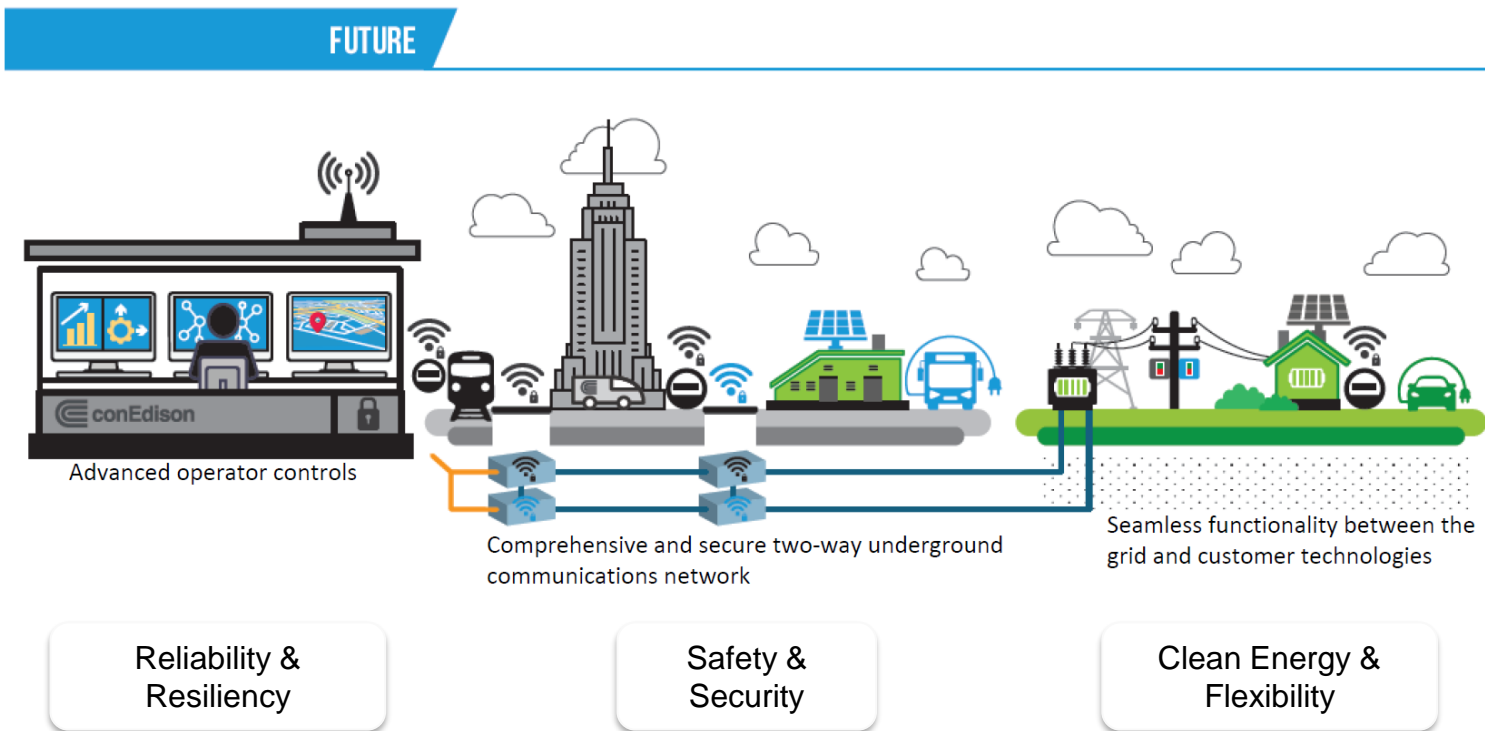 FUTURE
conEdison
Advanced operator controls
Comprehensive and secure two-way underground
communications network
Seamless functionality between the
grid and customer technologies
Reliability &
Resiliency
Safety &
Security
Clean Energy &
Flexibility